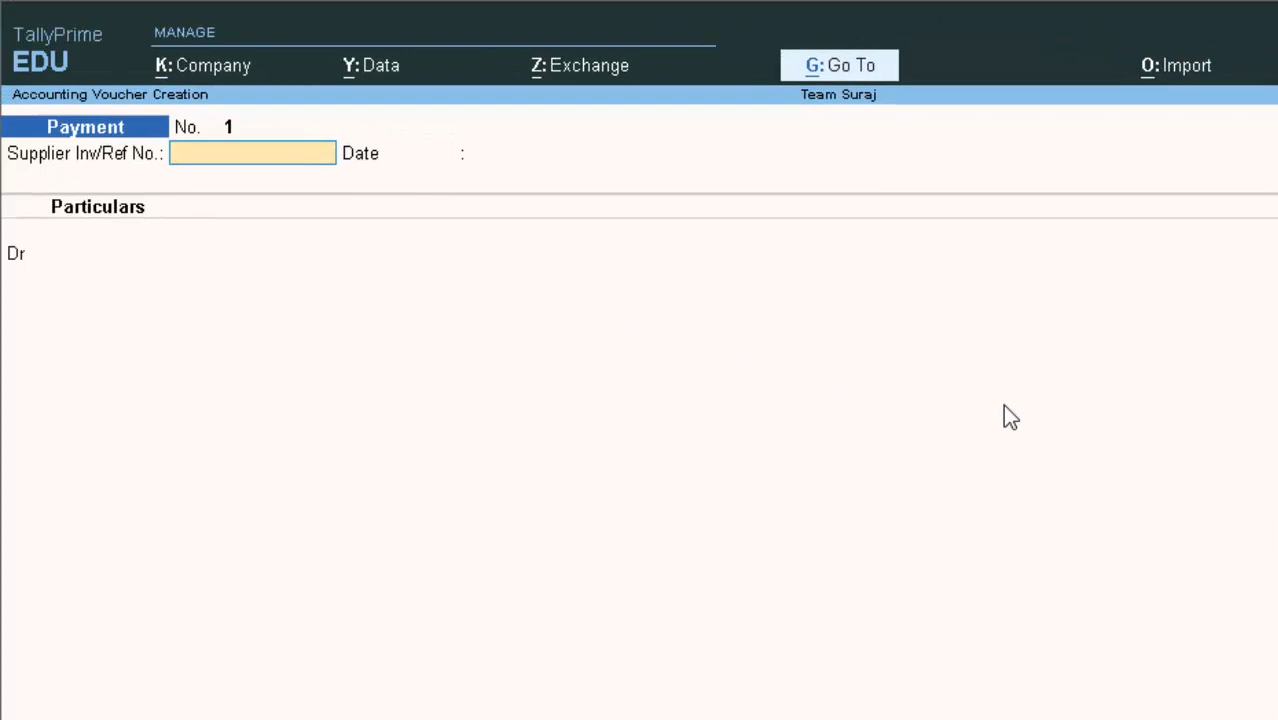 TallyPrime MANAGE
EDU K: Company Y: Data Z: Exchange G: Go To O: Import
Accounting Voucher Creation Team Suraj
Payment No. 1
Supplier Inv/Ref No.: Date :
Particulars
Dr